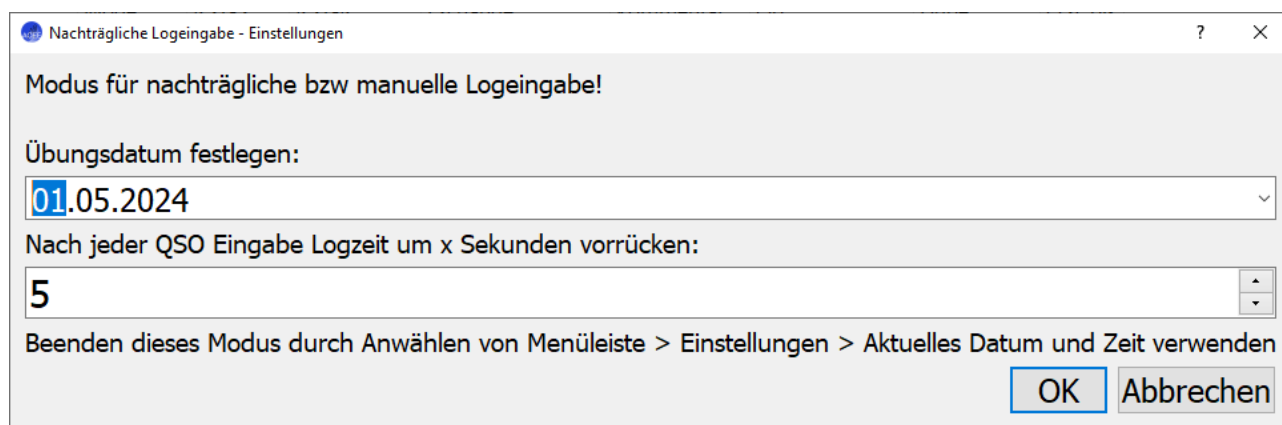 Nachträgliche Logeingabe - Einstellungen
Modus für nachträgliche bzw manuelle Logeingabe!
Übungsdatum festlegen:
01.05.2024
Nach jeder QSO Eingabe Logzeit um x Sekunden vorrücken:
5
Beenden dieses Modus durch Anwählen von Menüleiste > Einstellungen > Aktuelles Datum und Zeit verwenden
OK Abbrechen